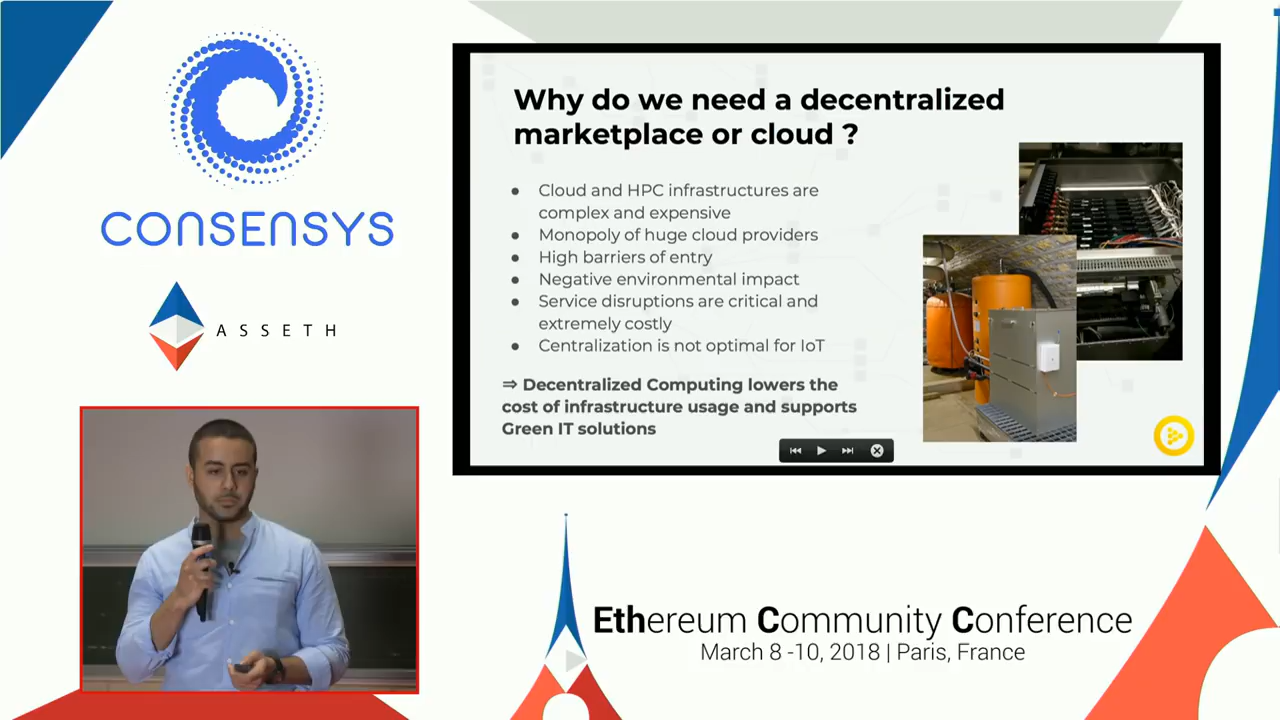 CONSENSYS
ASSETH
Why do we need a decentralized
marketplace or cloud ?
● Cloud and HPC infrastructures are
complex and expensive
● Monopoly of huge cloud providers
● High barriers of entry
● Negative environmental impact
● Service disruptions are critical and
extremely costly
● Centralization is not optimal for IoT
⇒ Decentralized Computing lowers the
cost of infrastructure usage and supports
Green IT solutions
Ethereum Community Conference
March 8 -10, 2018 | Paris, France